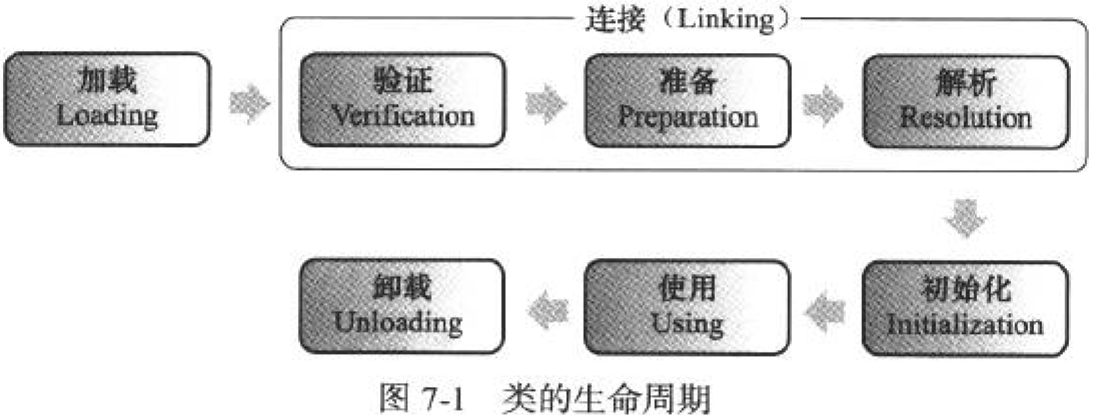 连接（Linking）
加载
Loading
验证
Verification
准备
Preparation
解析
Resolution
卸载
Unloading
使用
Using
初始化
Initialization
图 7-1 类的生命周期